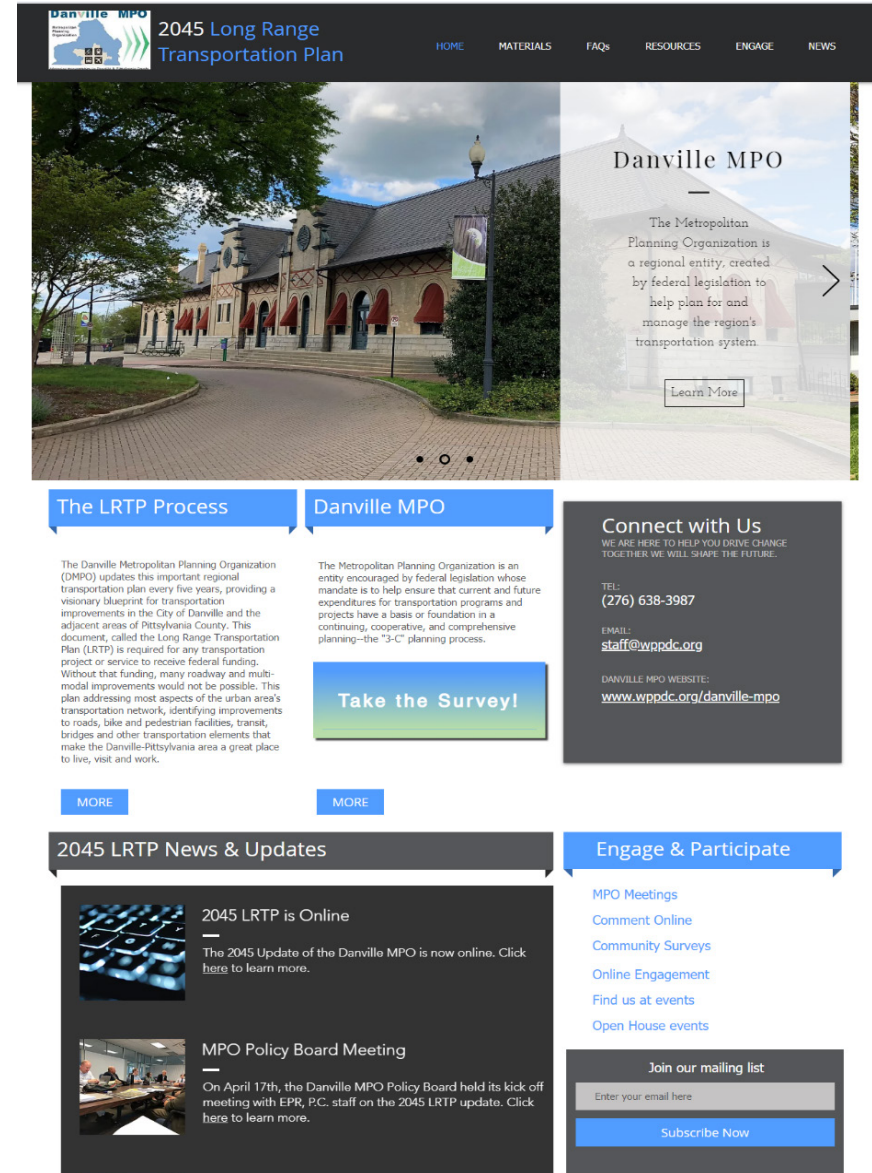 Danville MPO
Metropolitan
Planning
Organization
2045 Long Range
Transportation Plan
HOME
MATERIALS
FAQs
RESOURCES
ENGAGE
NEWS
Danville MPO
The Metropolitan
Planning Organization is
a regional entity, created
by federal legislation to
help plan for and
manage the region's
transportation system.
Learn More
The LRTP Process
The Danville Metropolitan Planning Organization
(DMPO) updates this important regional
transportation plan every five years, providing a
visionary blueprint for transportation
improvements in the City of Danville and the
adjacent areas of Pittsylvania County. This
document, called the Long Range Transportation
Plan (LRTP) is required for any transportation
project or service to receive federal funding.
Without that funding, many roadway and multi-
modal improvements would not be possible. This
plan addressing most aspects of the urban area's
transportation network, identifying improvements
to roads, bike and pedestrian facilities, transit,
bridges and other transportation elements that
make the Danville-Pittsylvania area a great place
to live, visit and work.
MORE
Danville MPO
The Metropolitan Planning Organization is an
entity encouraged by federal legislation whose
mandate is to help ensure that current and future
expenditures for transportation programs and
projects have a basis or foundation in a
continuing, cooperative, and comprehensive
planning--the "3-C" planning process.
Take the Survey!
MORE
Connect with Us
WE ARE HERE TO HELP YOU DRIVE CHANGE
TOGETHER WE WILL SHAPE THE FUTURE.
TEL:
(276) 638-3987
EMAIL:
staff@wppdc.org
DANVILLE MPO WEBSITE:
www.wppdc.org/danville-mpo
2045 LRTP News & Updates
2045 LRTP is Online
The 2045 Update of the Danville MPO is now online. Click
here to learn more.
MPO Policy Board Meeting
On April 17th, the Danville MPO Policy Board held its kick off
meeting with EPR, P.C. staff on the 2045 LRTP update. Click
here to learn more.
Engage & Participate
MPO Meetings
Comment Online
Community Surveys
Online Engagement
Find us at events
Open House events
Join our mailing list
Enter your email here
Subscribe Now